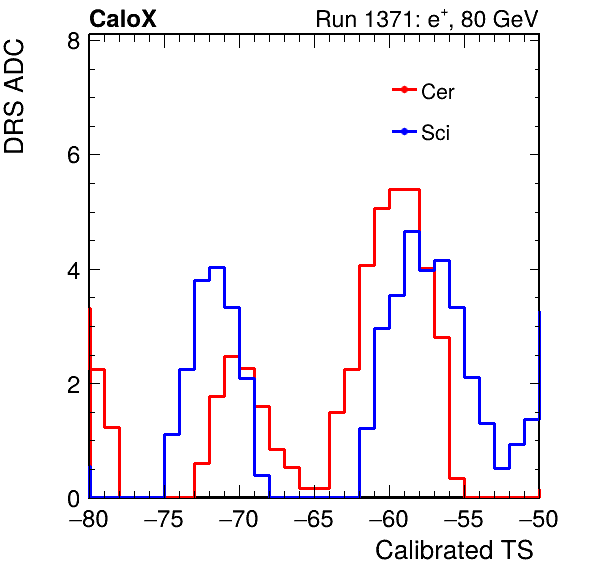 CaloX Run 1371: e⁺, 80 GeV
DRS ADC
8
6
4
2
0
Cer
Sci
−80 −75 −70 −65 −60 −55 −50
Calibrated TS